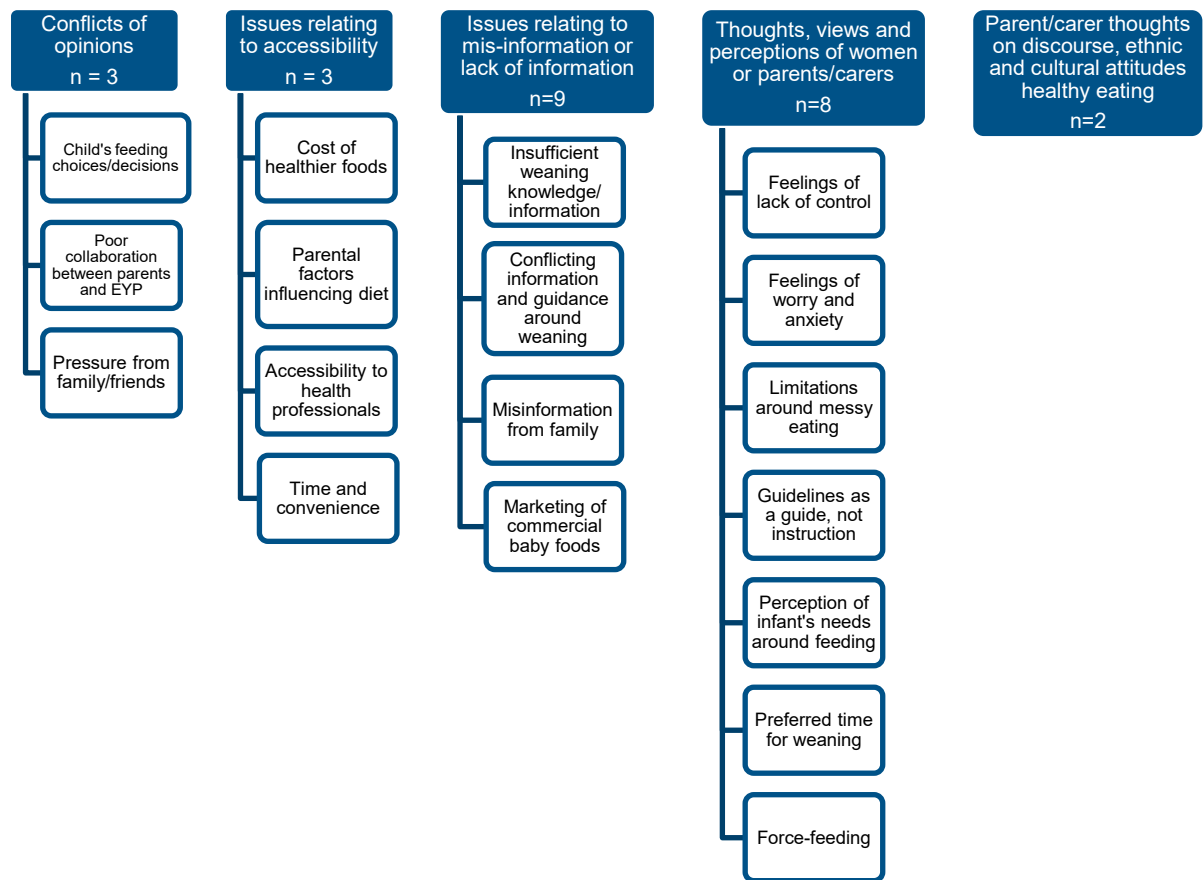 Conflicts of
opinions
n = 3
Child's feeding
choices/decisions
Poor
collaboration
between parents
and EYP
Pressure from
family/friends
Issues relating
to accessibility
n = 3
Cost of
healthier foods
Parental
factors
influencing diet
Accessibility to
health
professionals
Time and
convenience
Issues relating to
mis-information or
lack of information
n=9
Insufficient
weaning
knowledge/
information
Conflicting
information
and guidance
around
weaning
Misinformation
from family
Marketing of
commercial
baby foods
Thoughts, views and
perceptions of women
or parents/carers
n=8
Feelings of
lack of control
Feelings of
worry and
anxiety
Limitations
around messy
eating
Guidelines as
a guide, not
instruction
Perception of
infant's needs
around feeding
Preferred time
for weaning
Force-feeding
Parent/carer thoughts
on discourse, ethnic
and cultural attitudes
healthy eating
n=2